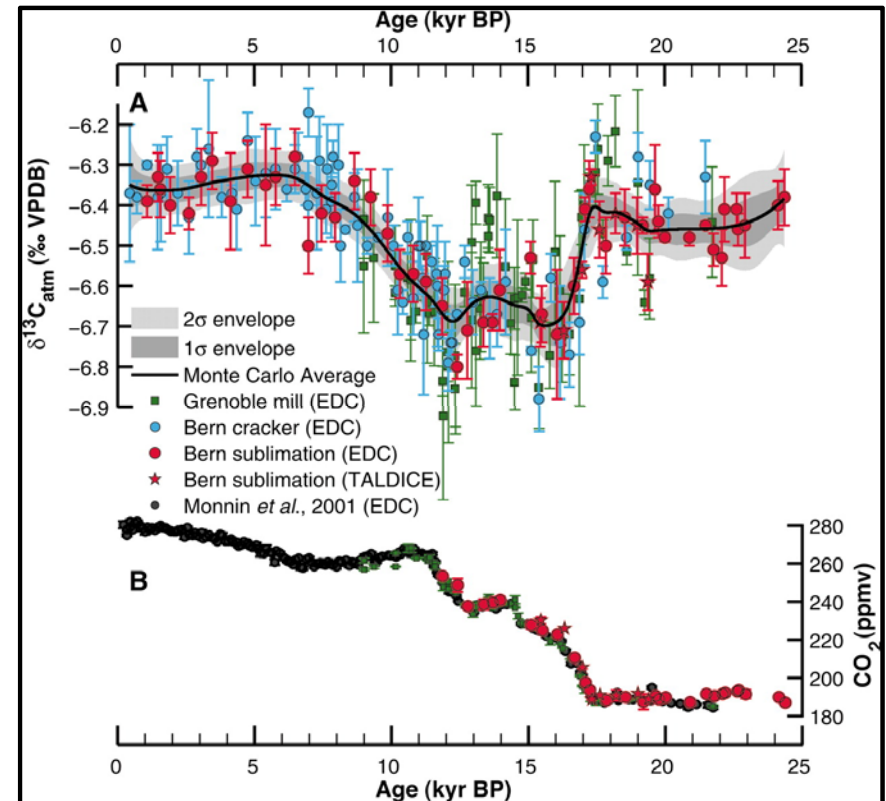 Age (kyr BP)
0 5 10 15 20 25
A
−6.2
−6.3
−6.4
−6.5
−6.6
−6.7
−6.8
−6.9
δ¹³Cₐₜₘ (‰ VPDB)
2σ envelope
1σ envelope
Monte Carlo Average
Grenoble mill (EDC)
Bern cracker (EDC)
Bern sublimation (EDC)
Bern sublimation (TALDICE)
Monnin et al., 2001 (EDC)
B
280
260
240
220
200
180
CO₂(ppmv)
0 5 10 15 20 25
Age (kyr BP)